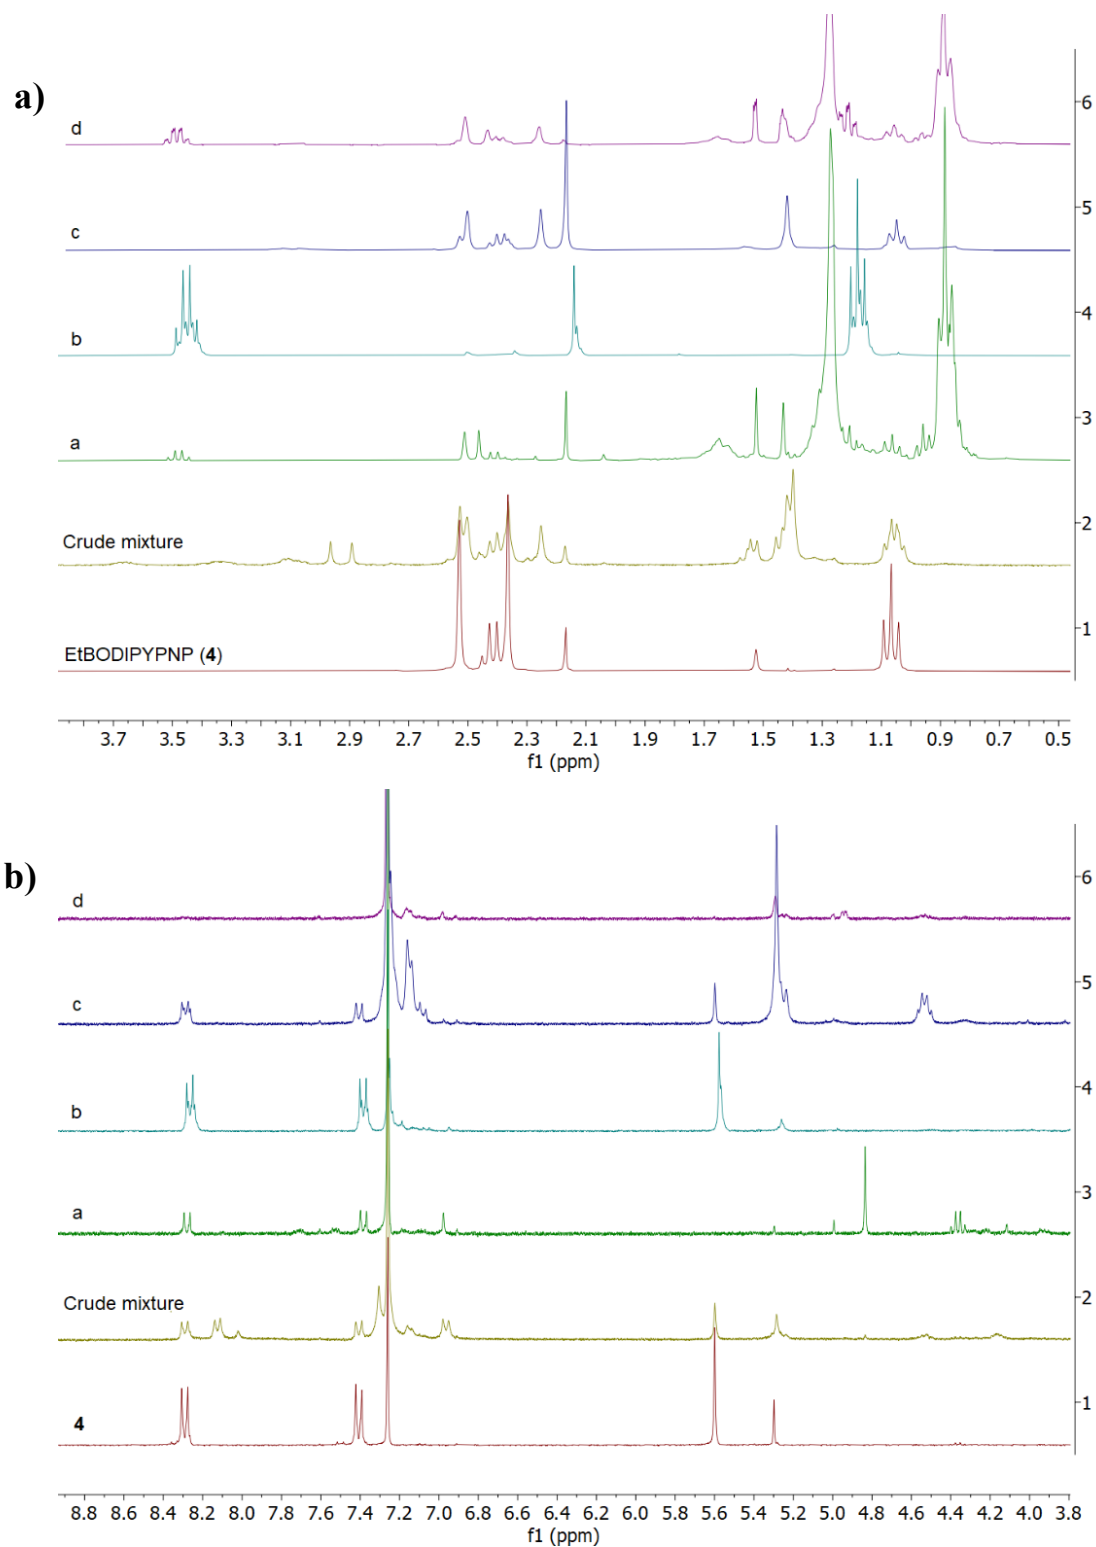 a)
d
6
c
5
b
4
a
3
Crude mixture
2
EtBODIPYPNP (4)
1
3.7 3.5 3.3 3.1 2.9 2.7 2.5 2.3 2.1 1.9 1.7 1.5 1.3 1.1 0.9 0.7 0.5
f1 (ppm)
b)
d
6
c
5
b
4
a
3
Crude mixture
2
4
1
8.8 8.6 8.4 8.2 8.0 7.8 7.6 7.4 7.2 7.0 6.8 6.6 6.4 6.2 6.0 5.8 5.6 5.4 5.2 5.0 4.8 4.6 4.4 4.2 4.0 3.8
f1 (ppm)